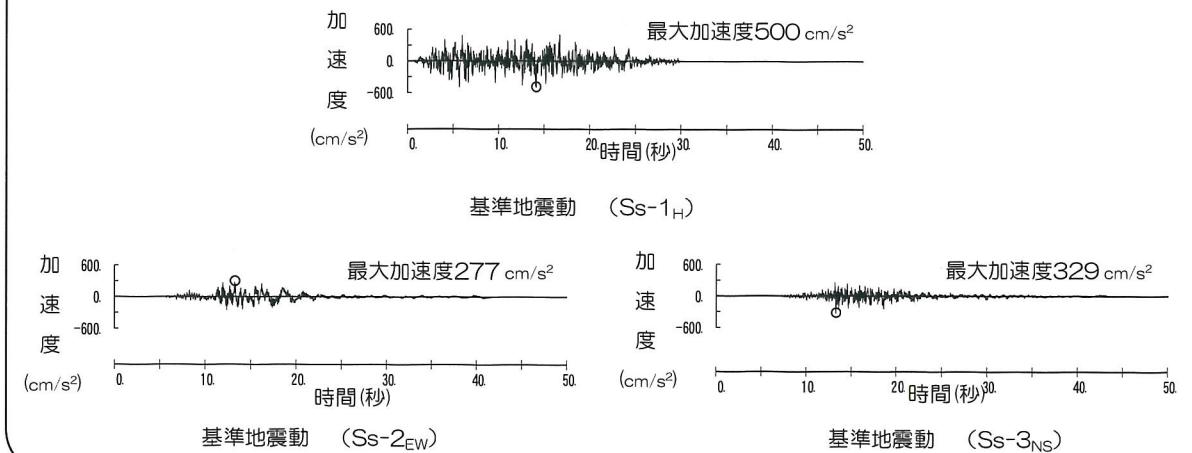 加速度(cm/s²)
600.
0.
-600.
最大加速度500 cm/s²
0. 10. 20. 30. 40. 50.
時間(秒)
基準地震動 (Ss-1H)
加速度(cm/s²)
600.
0.
-600.
最大加速度277 cm/s²
0. 10. 20. 30. 40. 50.
時間(秒)
基準地震動 (Ss-2EW)
加速度(cm/s²)
600.
0.
-600.
最大加速度329 cm/s²
0. 10. 20. 30. 40. 50.
時間(秒)
基準地震動 (Ss-3NS)